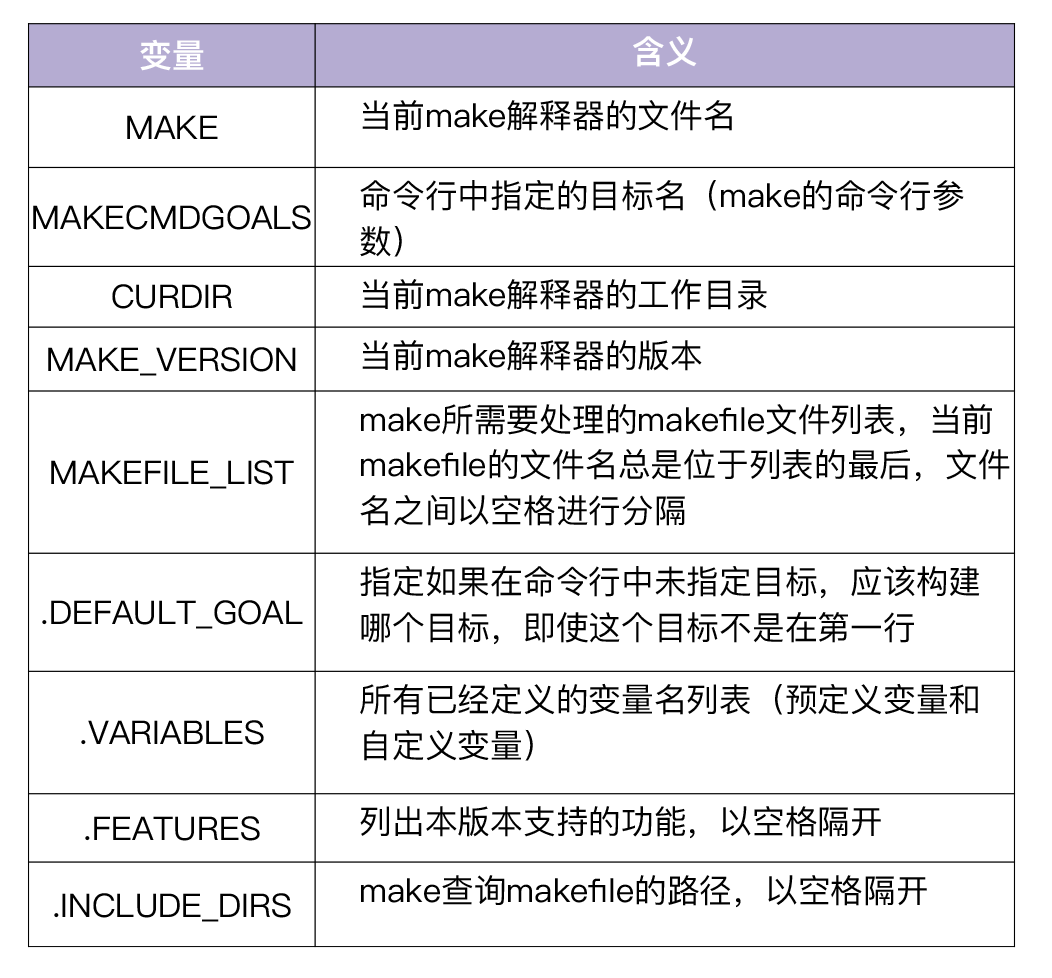 变量 含义
MAKE 当前make解释器的文件名
MAKECMDGOALS 命令行中指定的目标名（make的命令行参
数）
CURDIR 当前make解释器的工作目录
MAKE_VERSION 当前make解释器的版本
make所需要处理的makefile文件列表，当前
MAKEFILE_LIST makefile的文件名总是位于列表的最后，文件
名之间以空格进行分隔
.DEFAULT_GOAL 指定如果在命令行中未指定目标，应该构建
哪个目标，即使这个目标不是在第一行
.VARIABLES 所有已经定义的变量名列表（预定义变量和
自定义变量）
.FEATURES 列出本版本支持的功能，以空格隔开
.INCLUDE_DIRS make查询makefile的路径，以空格隔开